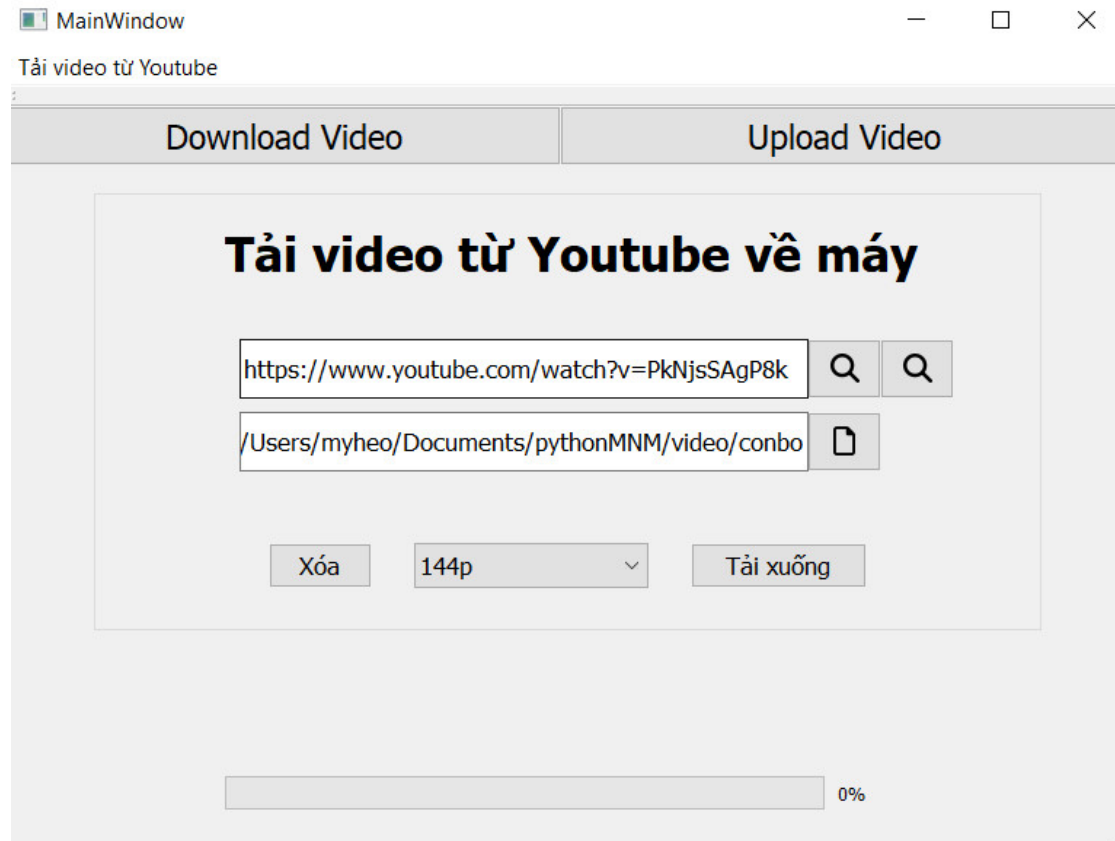 MainWindow
Tải video từ Youtube
Download Video Upload Video
Tải video từ Youtube về máy
https://www.youtube.com/watch?v=PkNjsSAgP8k
/Users/myheo/Documents/pythonMNM/video/conbo
Xóa 144p Tải xuống
0%